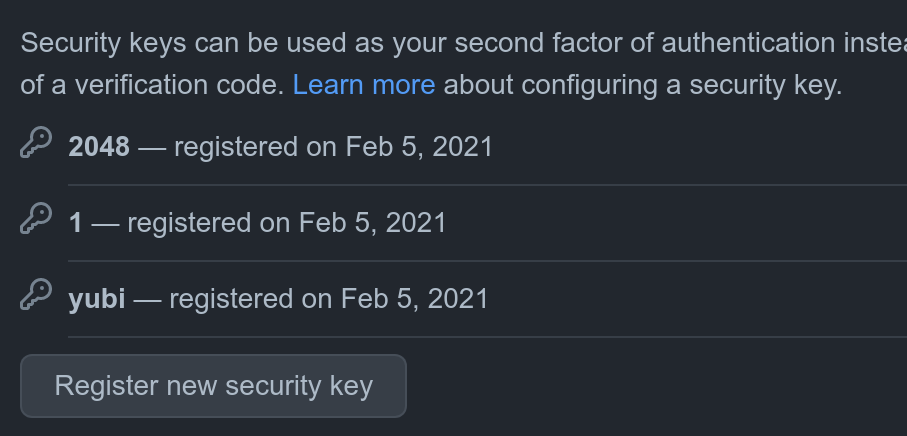 Security keys can be used as your second factor of authentication
of a verification code. Learn more about configuring a security key.
2048 — registered on Feb 5, 2021
1 — registered on Feb 5, 2021
yubi — registered on Feb 5, 2021
Register new security key